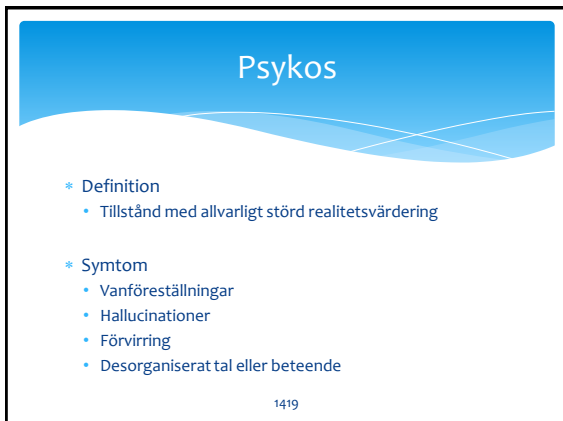 Psykos
* Definition
• Tillstånd med allvarligt störd realitetsvärdering
* Symtom
• Vanföreställningar
• Hallucinationer
• Förvirring
• Desorganiserat tal eller beteende
1419